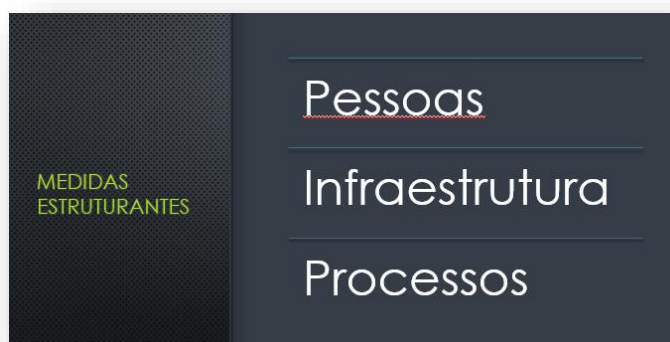 MEDIDAS
ESTRUTURANTES
Pessoas
Infraestrutura
Processos